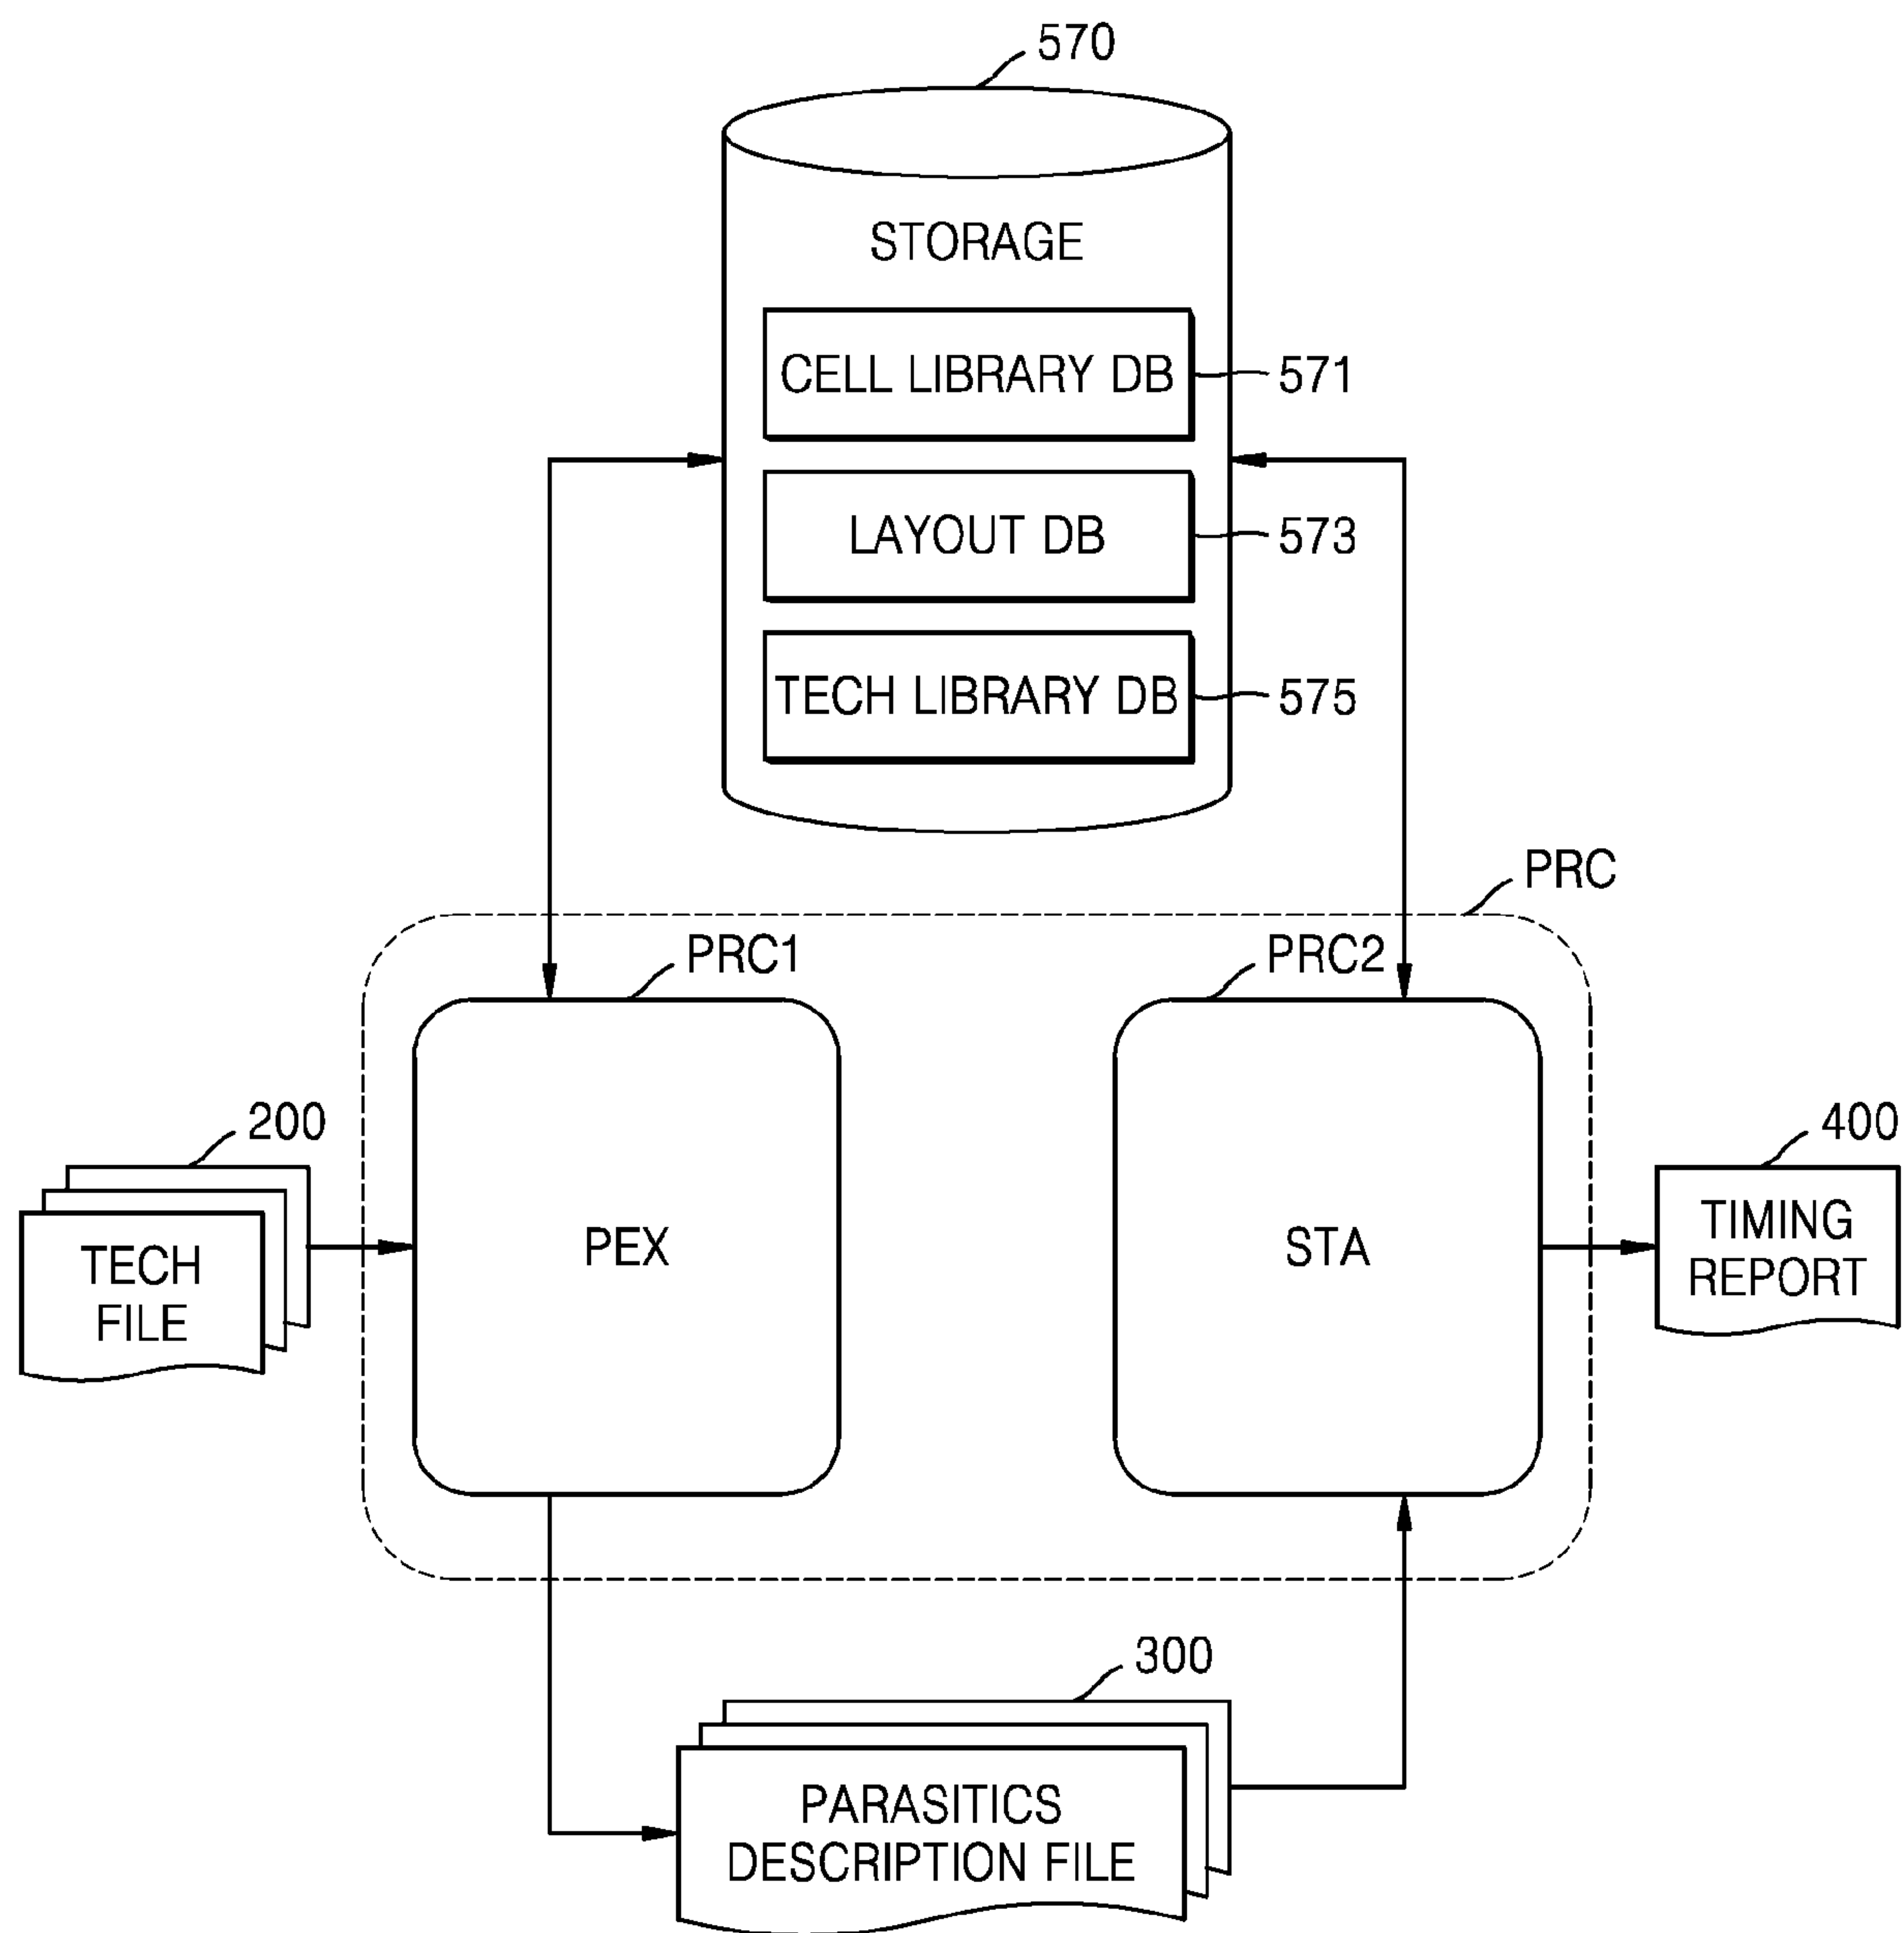 570
STORAGE
CELL LIBRARY DB
571
LAYOUT DB
573
TECH LIBRARY DB
575
PRC
PRC1
PRC2
200
400
TECH
FILE
PEX
STA
TIMING
REPORT
300
PARASITICS
DESCRIPTION FILE